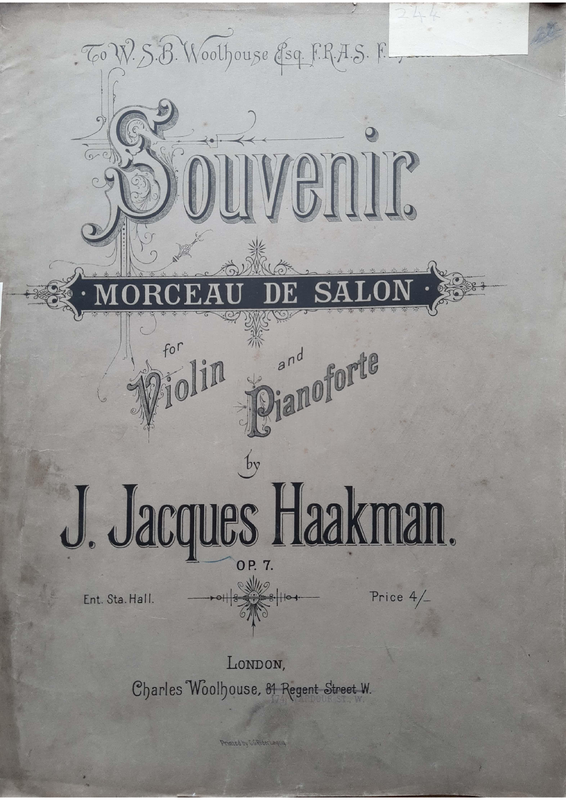 244
To W.S.B. Woolhouse Esq. F.R.A.S.
Souvenir.
MORCEAU DE SALON
for Violin and Pianoforte
by
J. Jacques Haakman.
OP. 7.
Ent. Sta. Hall.
Price 4/_
LONDON,
Charles Woolhouse, 81 Regent Street W.